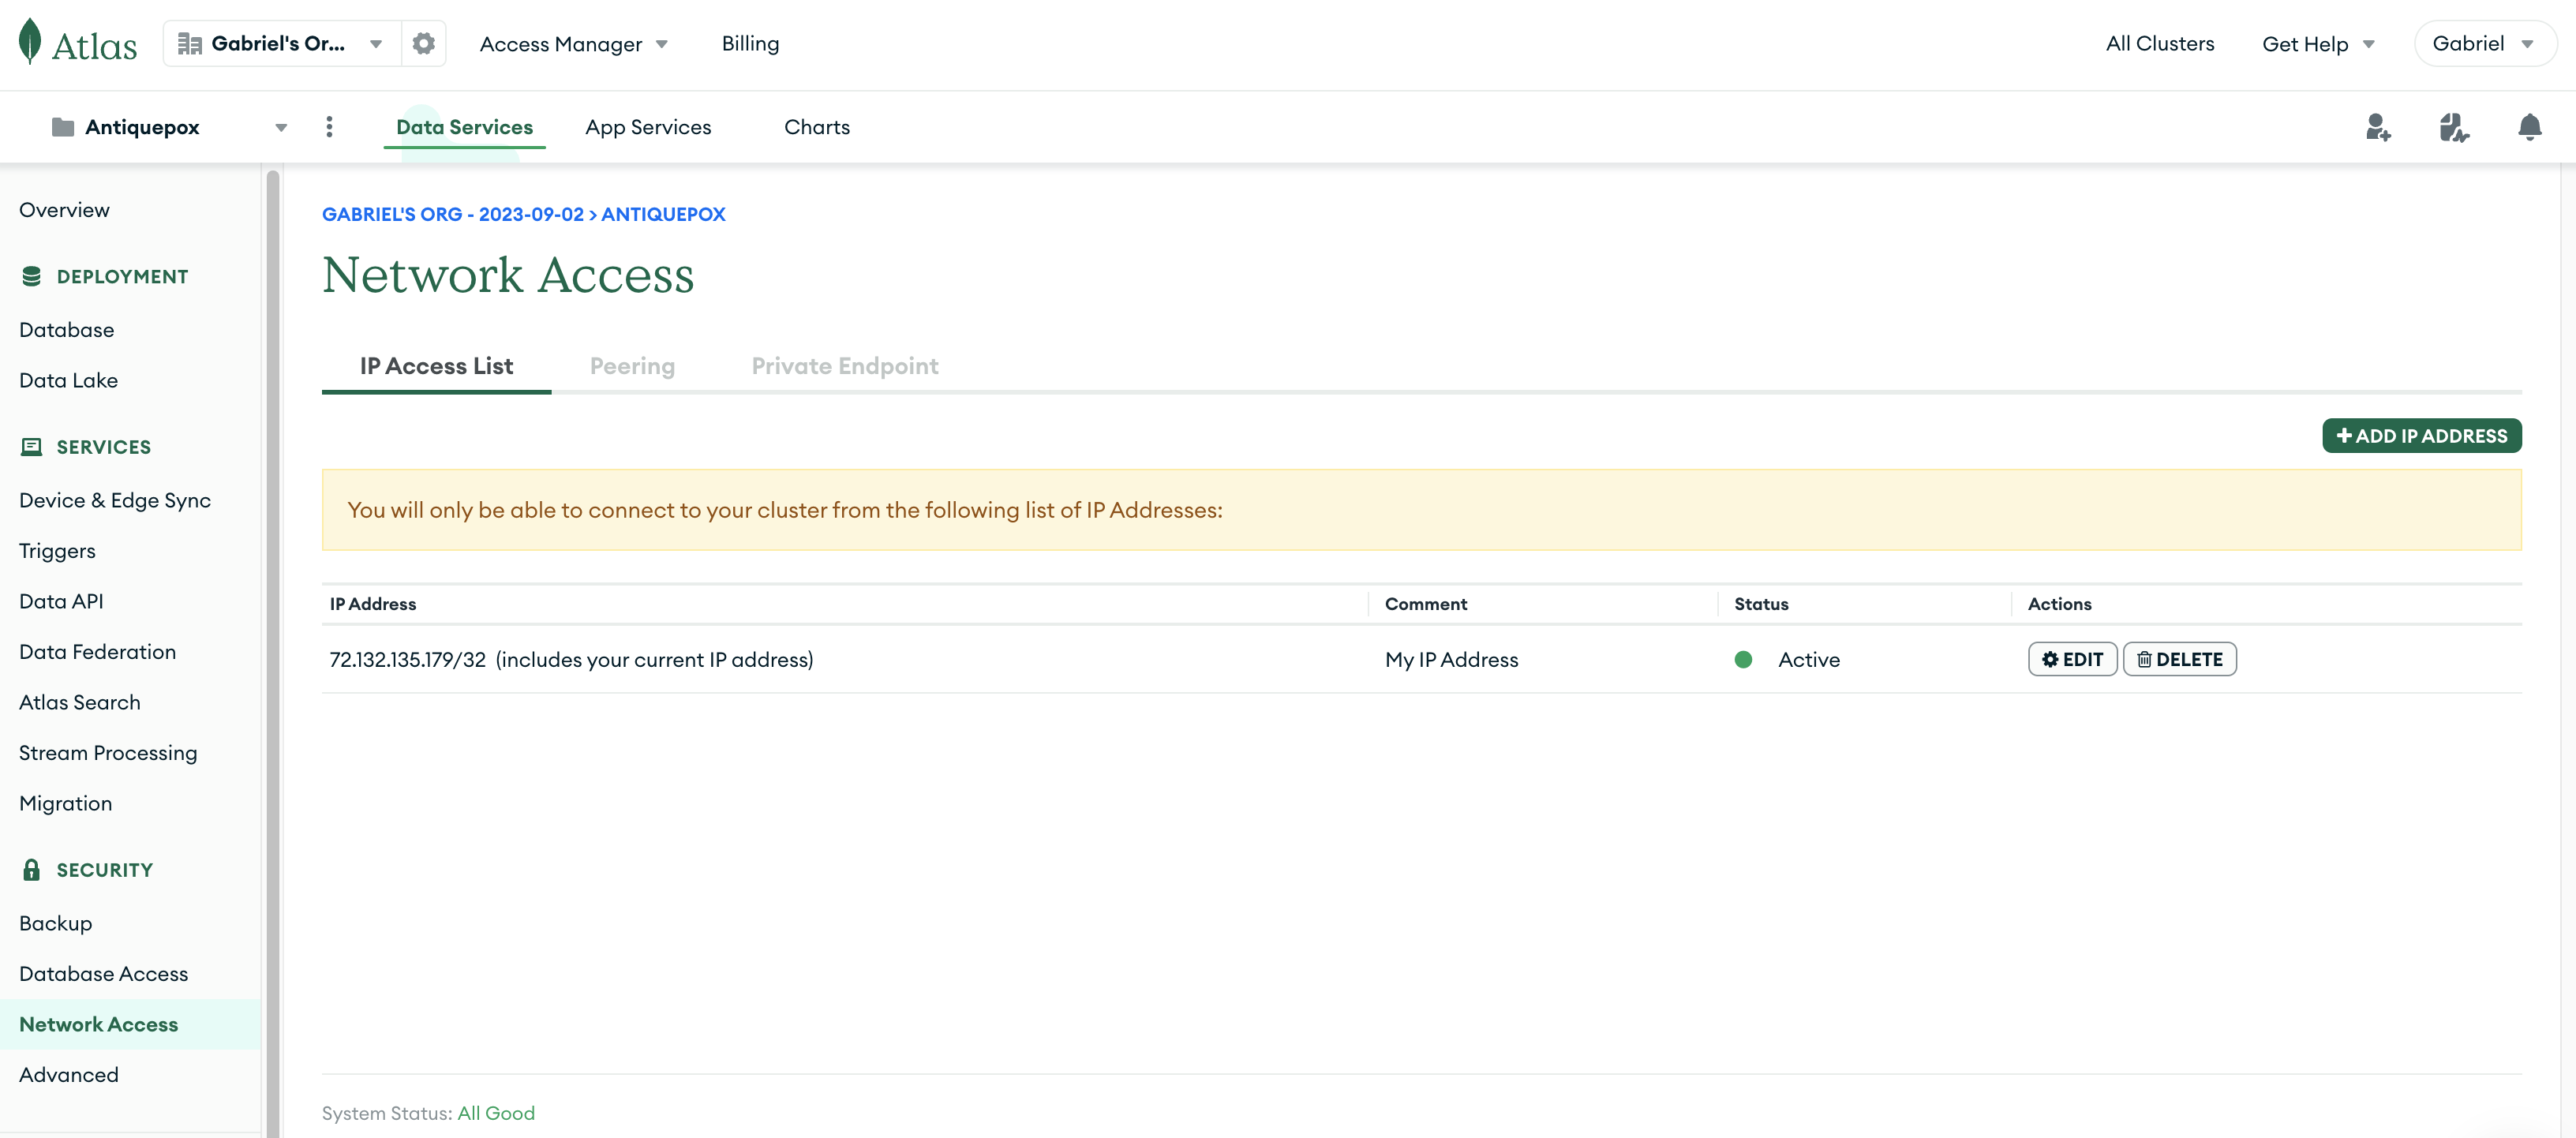 Atlas
Gabriel's Or...
Access Manager
Billing
All Clusters
Get Help
Gabriel
Antiquepox
Data Services
App Services
Charts
Overview
DEPLOYMENT
Database
Data Lake
SERVICES
Device & Edge Sync
Triggers
Data API
Data Federation
Atlas Search
Stream Processing
Migration
SECURITY
Backup
Database Access
Network Access
Advanced
GABRIEL'S ORG - 2023-09-02 > ANTIQUEPOX
Network Access
IP Access List
Peering
Private Endpoint
+ ADD IP ADDRESS
You will only be able to connect to your cluster from the following list of IP Addresses:
IP Address
Comment
Status
Actions
72.132.135.179/32 (includes your current IP address)
My IP Address
Active
EDIT
DELETE
System Status: All Good